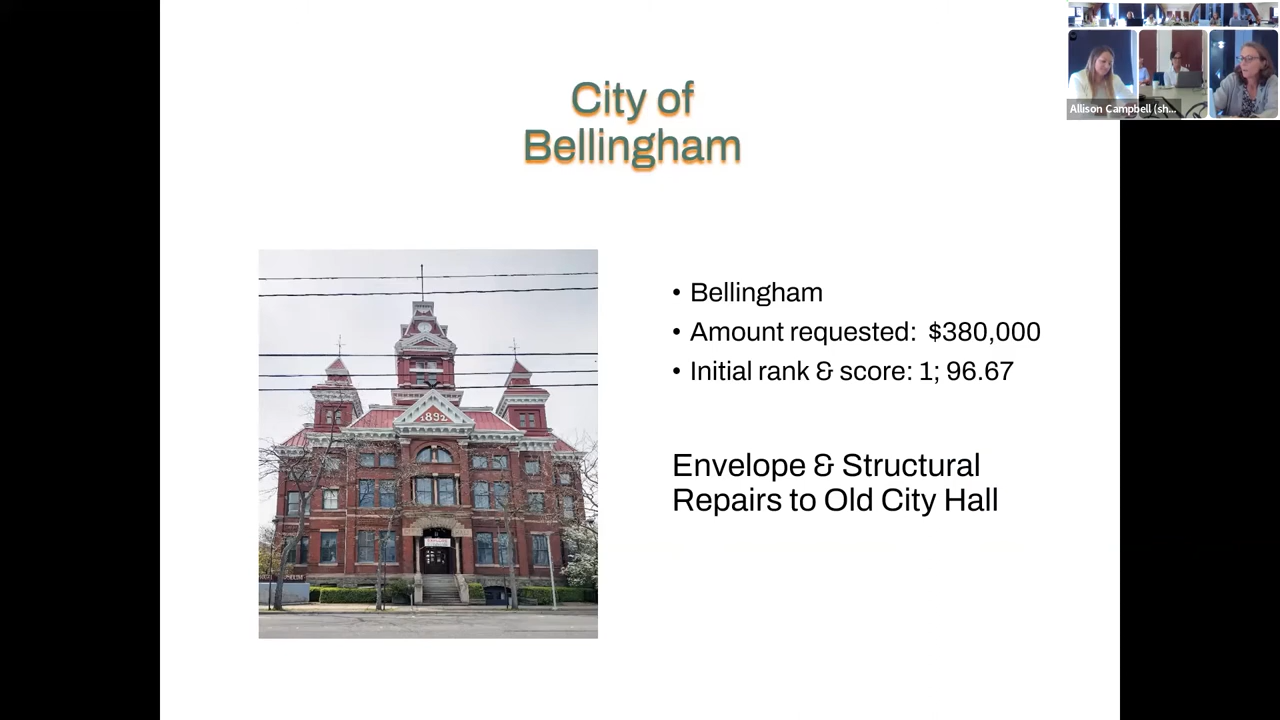 City of
Bellingham
• Bellingham
• Amount requested:  $380,000
• Initial rank & score: 1; 96.67
Envelope & Structural
Repairs to Old City Hall
1892
Allison Campbell (sh...